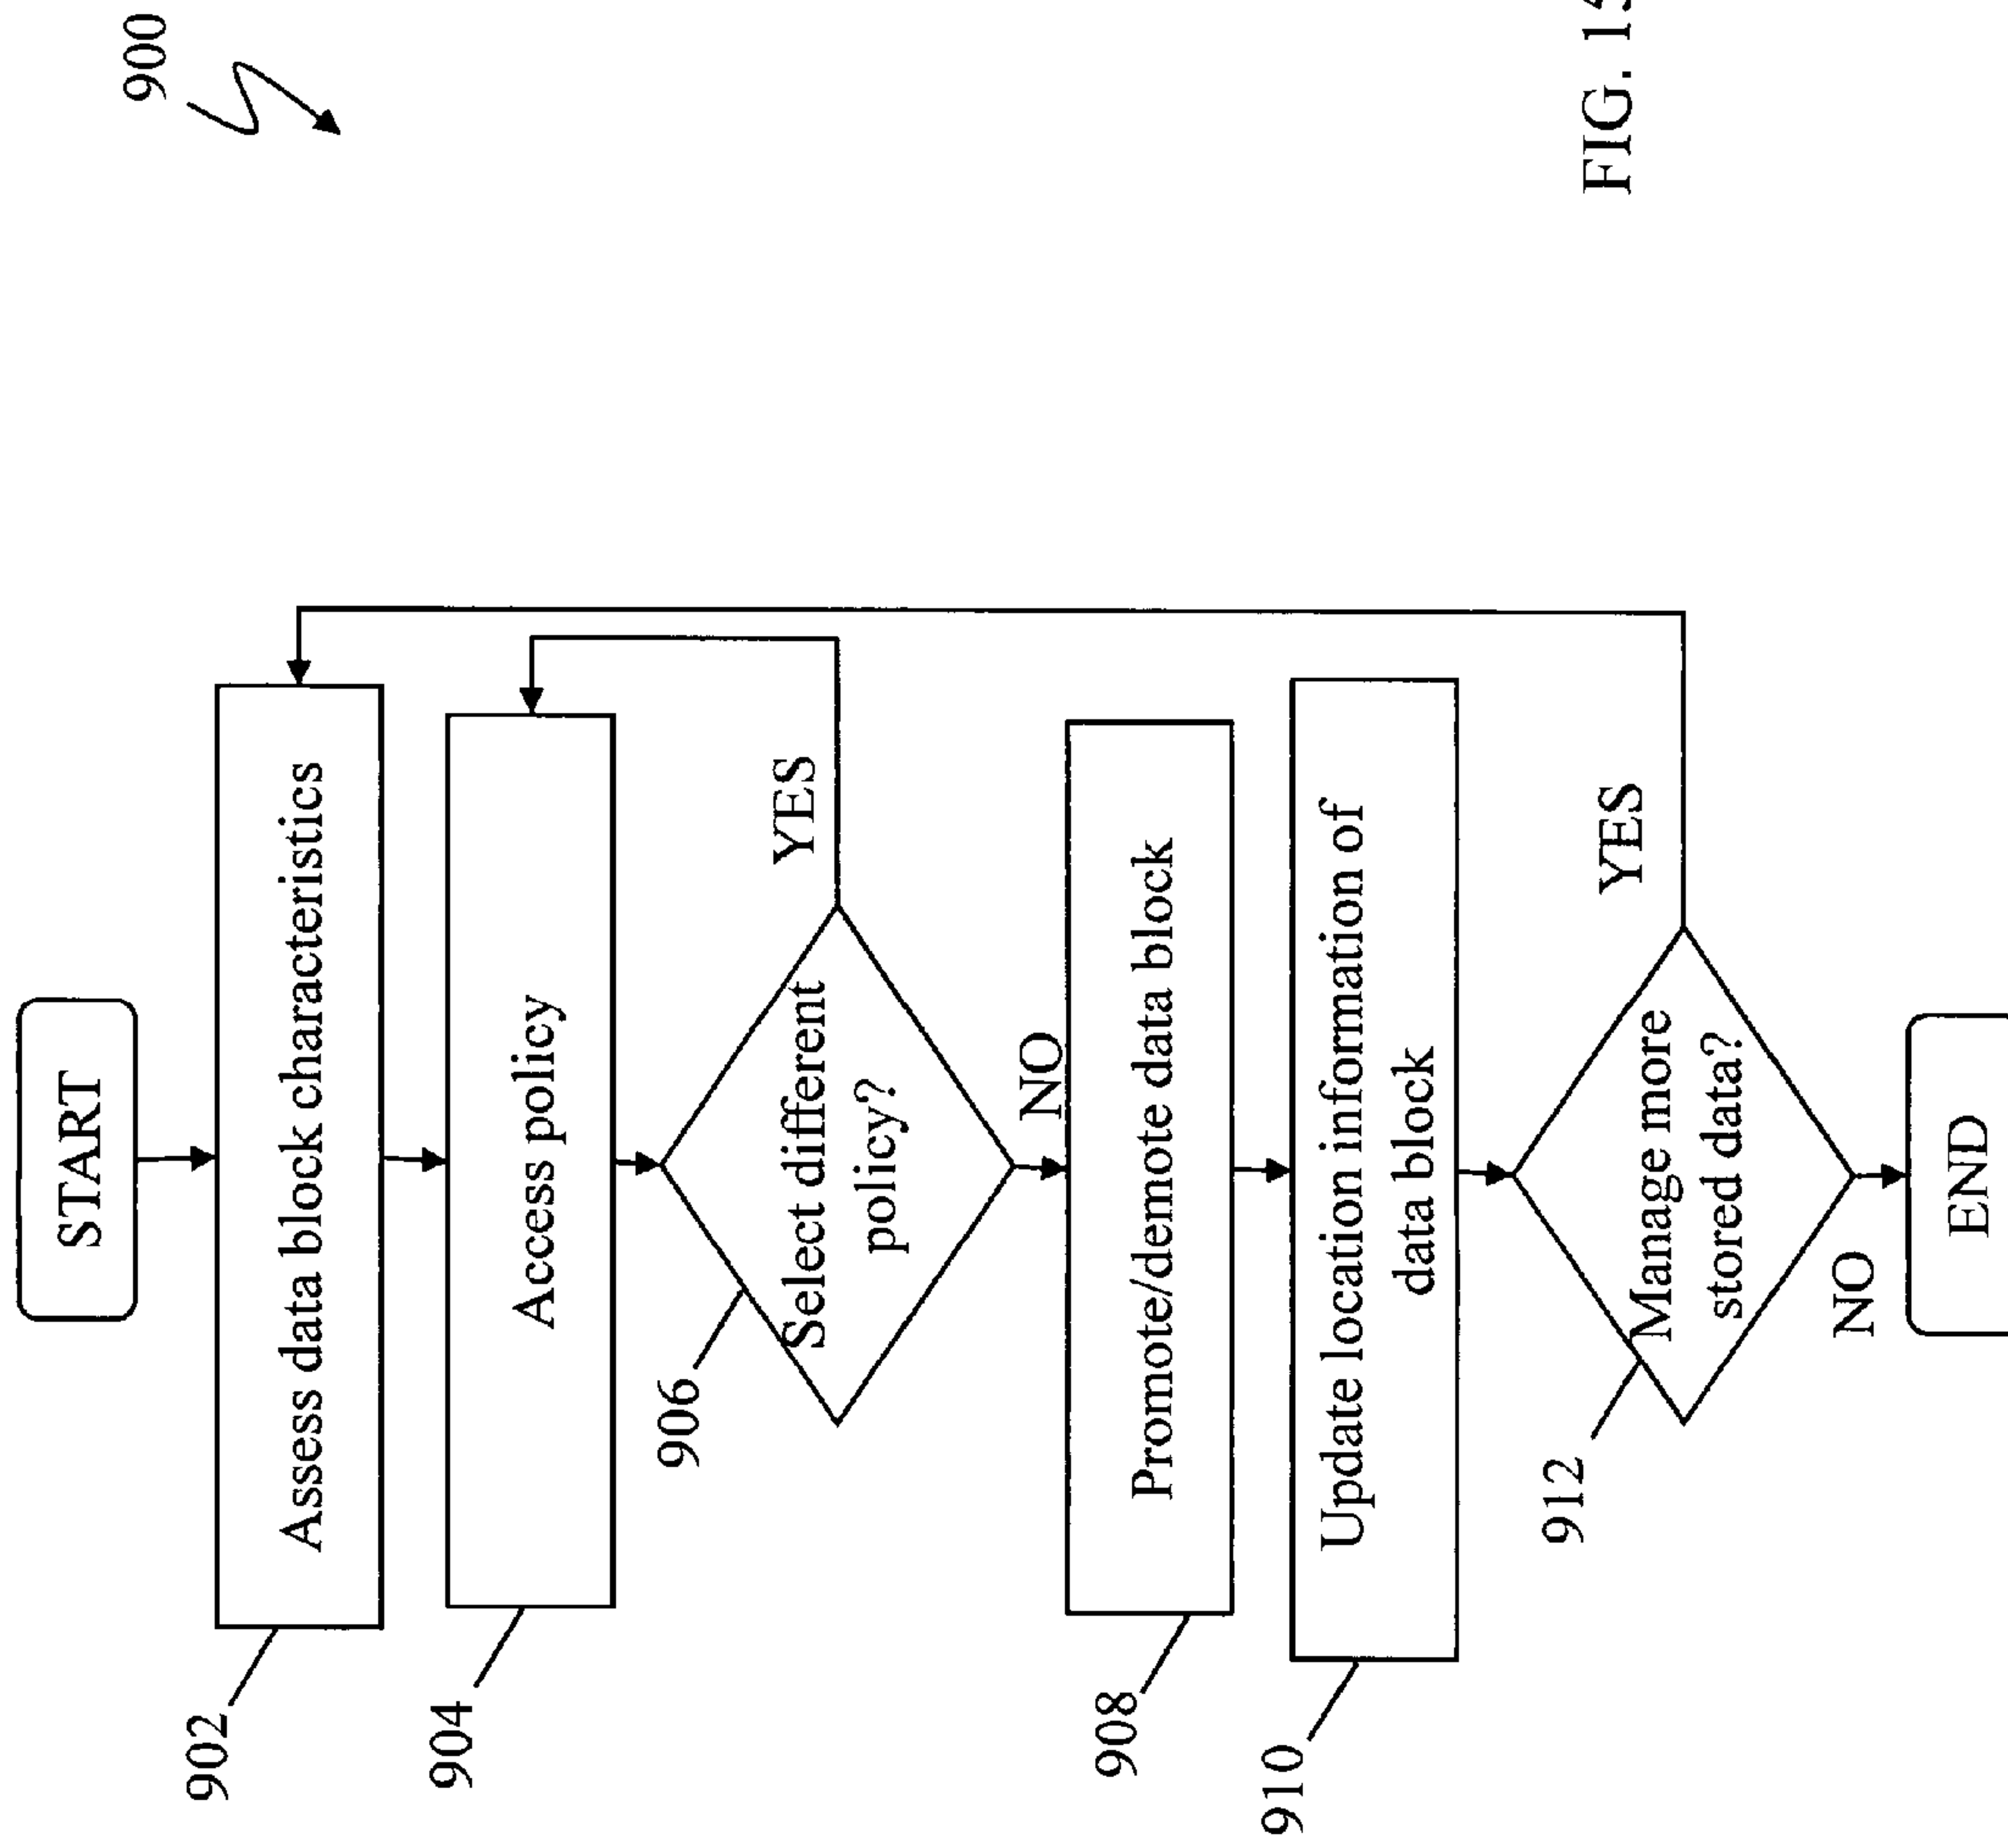 900
START
902
Assess data block characteristics
904
Access policy
906
Select different
policy?
YES
NO
908
Promote/demote data block
910
Update location information of
data block
912
Manage more
stored data?
YES
NO
END
FIG.